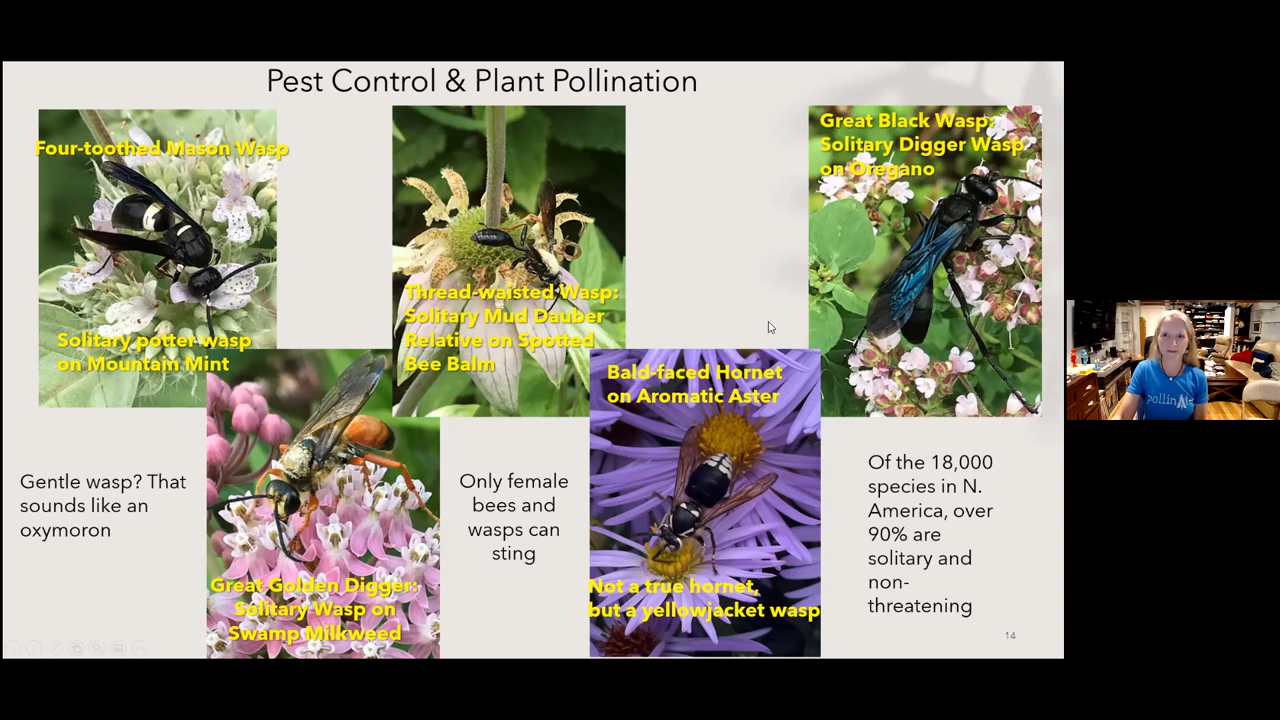 Pest Control & Plant Pollination
Four-toothed Mason Wasp
Solitary potter wasp
on Mountain Mint
Thread-waisted Wasp:
Solitary Mud Dauber
Relative on Spotted
Bee Balm
Great Black Wasp:
Solitary Digger Wasp
on Oregano
Gentle wasp? That
sounds like an
oxymoron
Great Golden Digger:
Solitary Wasp on
Swamp Milkweed
Only female
bees and
wasps can
sting
Bald-faced Hornet
on Aromatic Aster
Not a true hornet,
but a yellowjacket wasp
Of the 18,000
species in N.
America, over
90% are
solitary and
non-
threatening
14